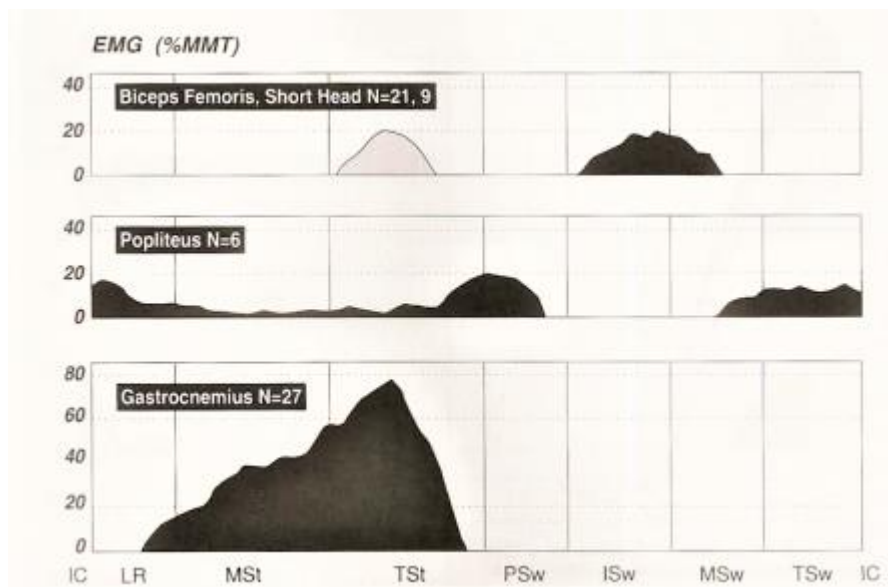 EMG (%MMT)
40
Biceps Femoris, Short Head N=21, 9
20
0
40
Popliteus N=6
20
0
80
Gastrocnemius N=27
60
40
20
0
IC LR MSt TSt PSw ISw MSw TSw IC